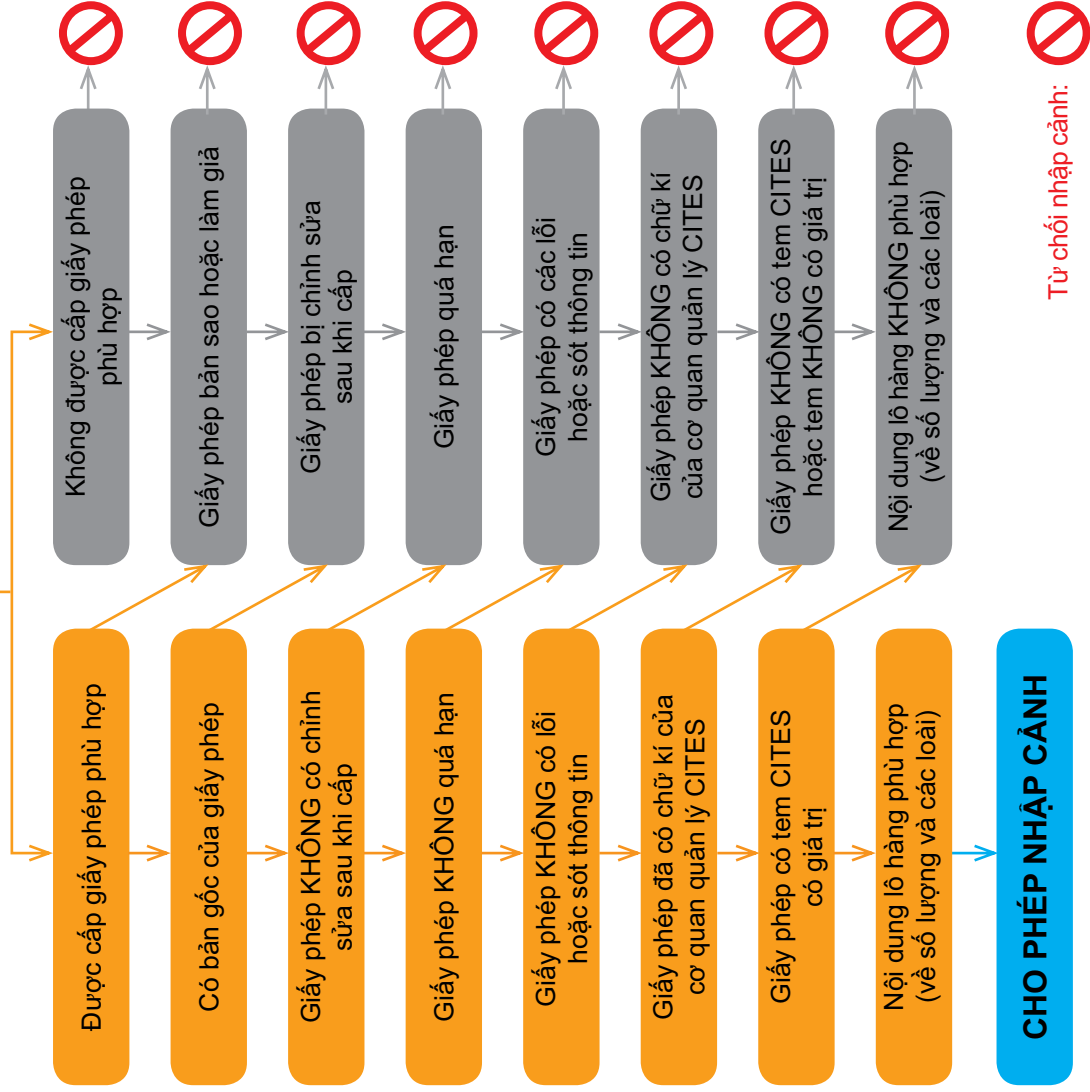 Được cấp giấy phép phù hợp
Không được cấp giấy phép
phù hợp
Có bản gốc của giấy phép
Giấy phép bản sao hoặc làm giả
Giấy phép KHÔNG có chỉnh
sửa sau khi cấp
Giấy phép bị chỉnh sửa
sau khi cấp
Giấy phép KHÔNG quá hạn
Giấy phép quá hạn
Giấy phép KHÔNG có lỗi
hoặc sót thông tin
Giấy phép có các lỗi
hoặc sót thông tin
Giấy phép đã có chữ kí của
cơ quan quản lý CITES
Giấy phép KHÔNG có chữ kí
của cơ quan quản lý CITES
Giấy phép có tem CITES
có giá trị
Giấy phép KHÔNG có tem CITES
hoặc tem KHÔNG có giá trị
Nội dung lô hàng phù hợp
(về số lượng và các loài)
Nội dung lô hàng KHÔNG phù hợp
(về số lượng và các loài)
CHO PHÉP NHẬP CẢNH
Từ chối nhập cảnh: